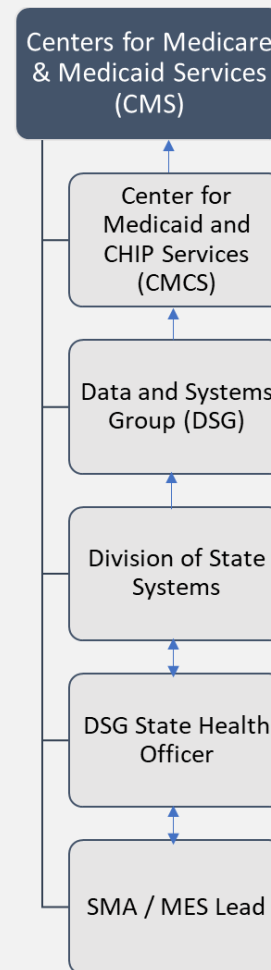 Centers for Medicare
& Medicaid Services
(CMS)
Center for
Medicaid and
CHIP Services
(CMCS)
Data and Systems
Group (DSG)
Division of State
Systems
DSG State Health
Officer
SMA / MES Lead